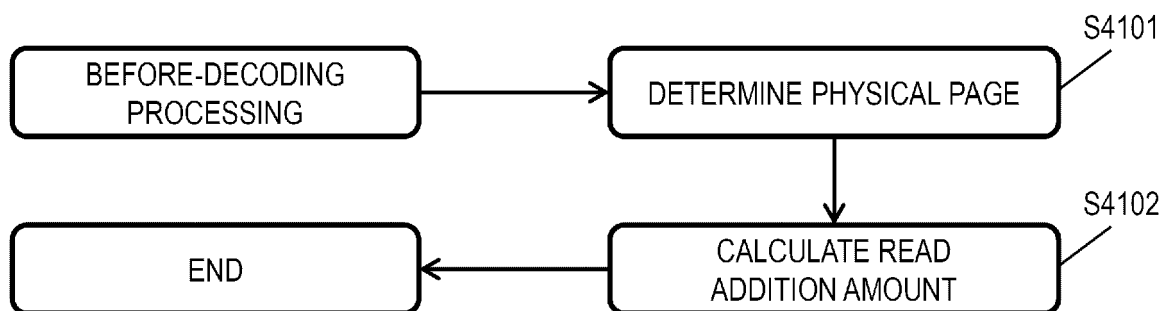 S4101
BEFORE-DECODING
PROCESSING
DETERMINE PHYSICAL PAGE
S4102
END
CALCULATE READ
ADDITION AMOUNT